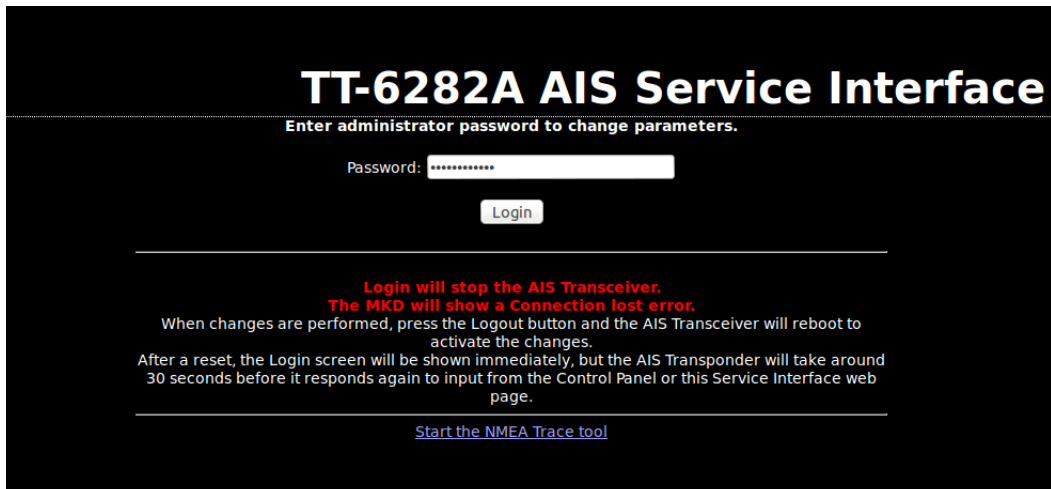 TT-6282A AIS Service Interface
Enter administrator password to change parameters.
Password: ••••••••••••
Login
Login will stop the AIS Transceiver.
The MKD will show a Connection lost error.
When changes are performed, press the Logout button and the AIS Transceiver will reboot to
activate the changes.
After a reset, the Login screen will be shown immediately, but the AIS Transponder will take around
30 seconds before it responds again to input from the Control Panel or this Service Interface web
page.
Start the NMEA Trace tool